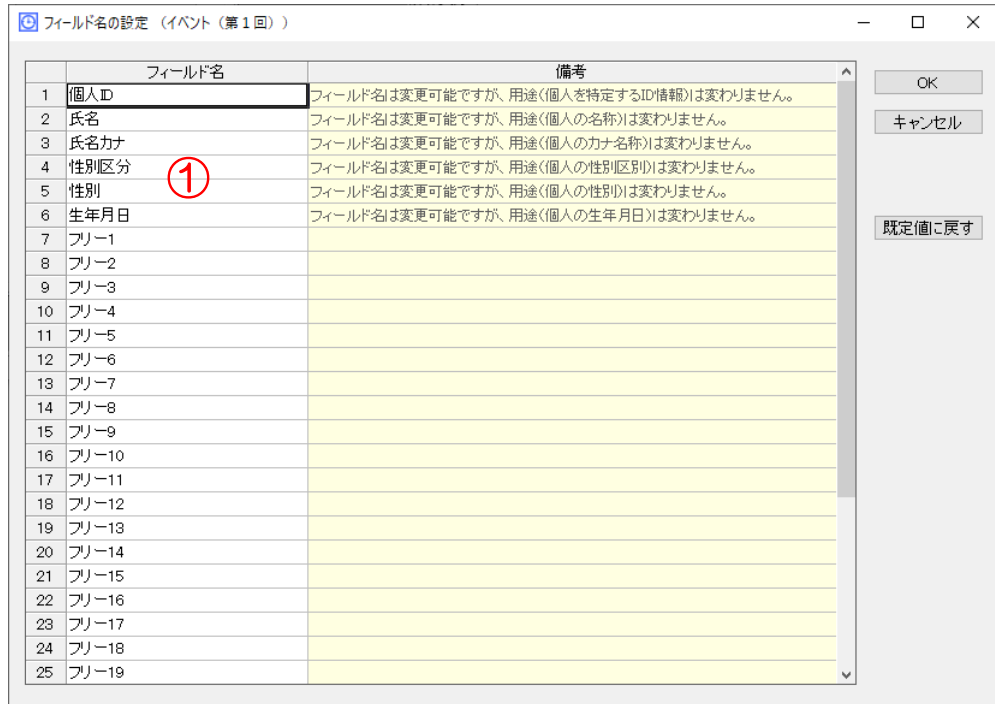 フィールド名の設定 (イベント(第1回))
フィールド名 備考
1 個人ID フィールド名は変更可能ですが、用途(個人を特定するID情報)は変わりません。
2 氏名 フィールド名は変更可能ですが、用途(個人の名称)は変わりません。
3 氏名カナ フィールド名は変更可能ですが、用途(個人のカナ名称)は変わりません。
4 性別区分 フィールド名は変更可能ですが、用途(個人の性別区別)は変わりません。
①
5 性別 フィールド名は変更可能ですが、用途(個人の性別)は変わりません。
6 生年月日 フィールド名は変更可能ですが、用途(個人の生年月日)は変わりません。
7 フリー1
8 フリー2
9 フリー3
10 フリー4
11 フリー5
12 フリー6
13 フリー7
14 フリー8
15 フリー9
16 フリー10
17 フリー11
18 フリー12
19 フリー13
20 フリー14
21 フリー15
22 フリー16
23 フリー17
24 フリー18
25 フリー19
OK
キャンセル
既定値に戻す